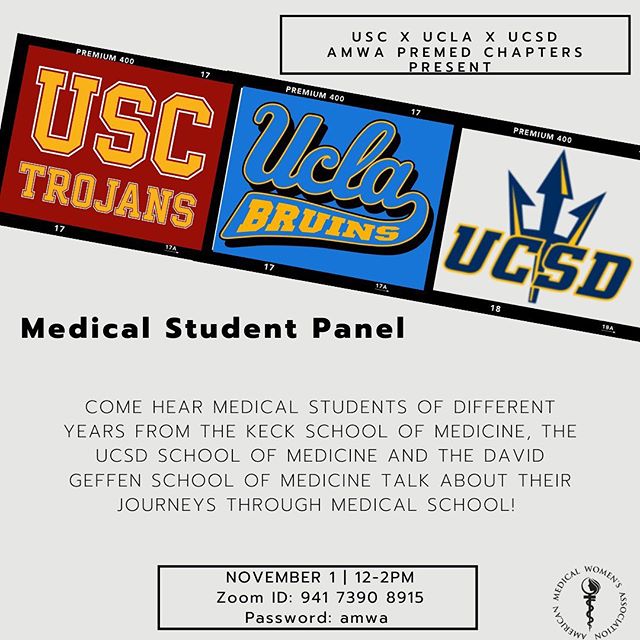 USC X UCLA X UCSD
AMWA PREMED CHAPTERS
PRESENT
PREMIUM 400
17
PREMIUM 400
17
PREMIUM 400
USC
TROJANS
Ucla
BRUINS
UCSD
17
17A
17
17A
18
18A
Medical Student Panel
COME HEAR MEDICAL STUDENTS OF DIFFERENT
YEARS FROM THE KECK SCHOOL OF MEDICINE, THE
UCSD SCHOOL OF MEDICINE AND THE DAVID
GEFFEN SCHOOL OF MEDICINE TALK ABOUT THEIR
JOURNEYS THROUGH MEDICAL SCHOOL!
NOVEMBER 1 | 12-2PM
Zoom ID: 941 7390 8915
Password: amwa
AMERICAN MEDICAL WOMEN'S ASSOCIATION